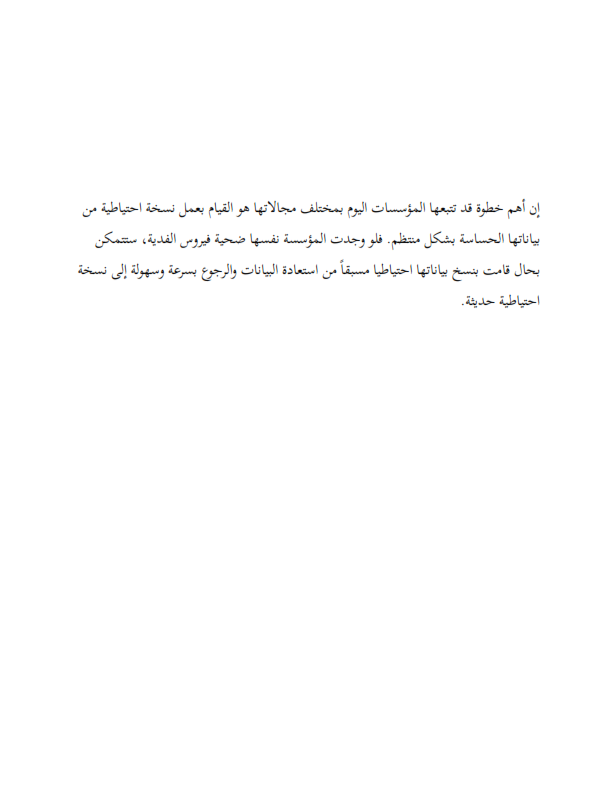 إن أهم خطوة قد تتبعها المؤسسات اليوم بمختلف مجالاتها هو القيام بعمل نسخة احتياطية من
بياناتها الحساسة بشكل منتظم. فلو وجدت المؤسسة نفسها ضحية فيروس الفدية، ستتمكن
بحال قامت بنسخ بياناتها احتياطيا مسبقاً من استعادة البيانات والرجوع بسرعة وسهولة إلى نسخة
احتياطية حديثة.